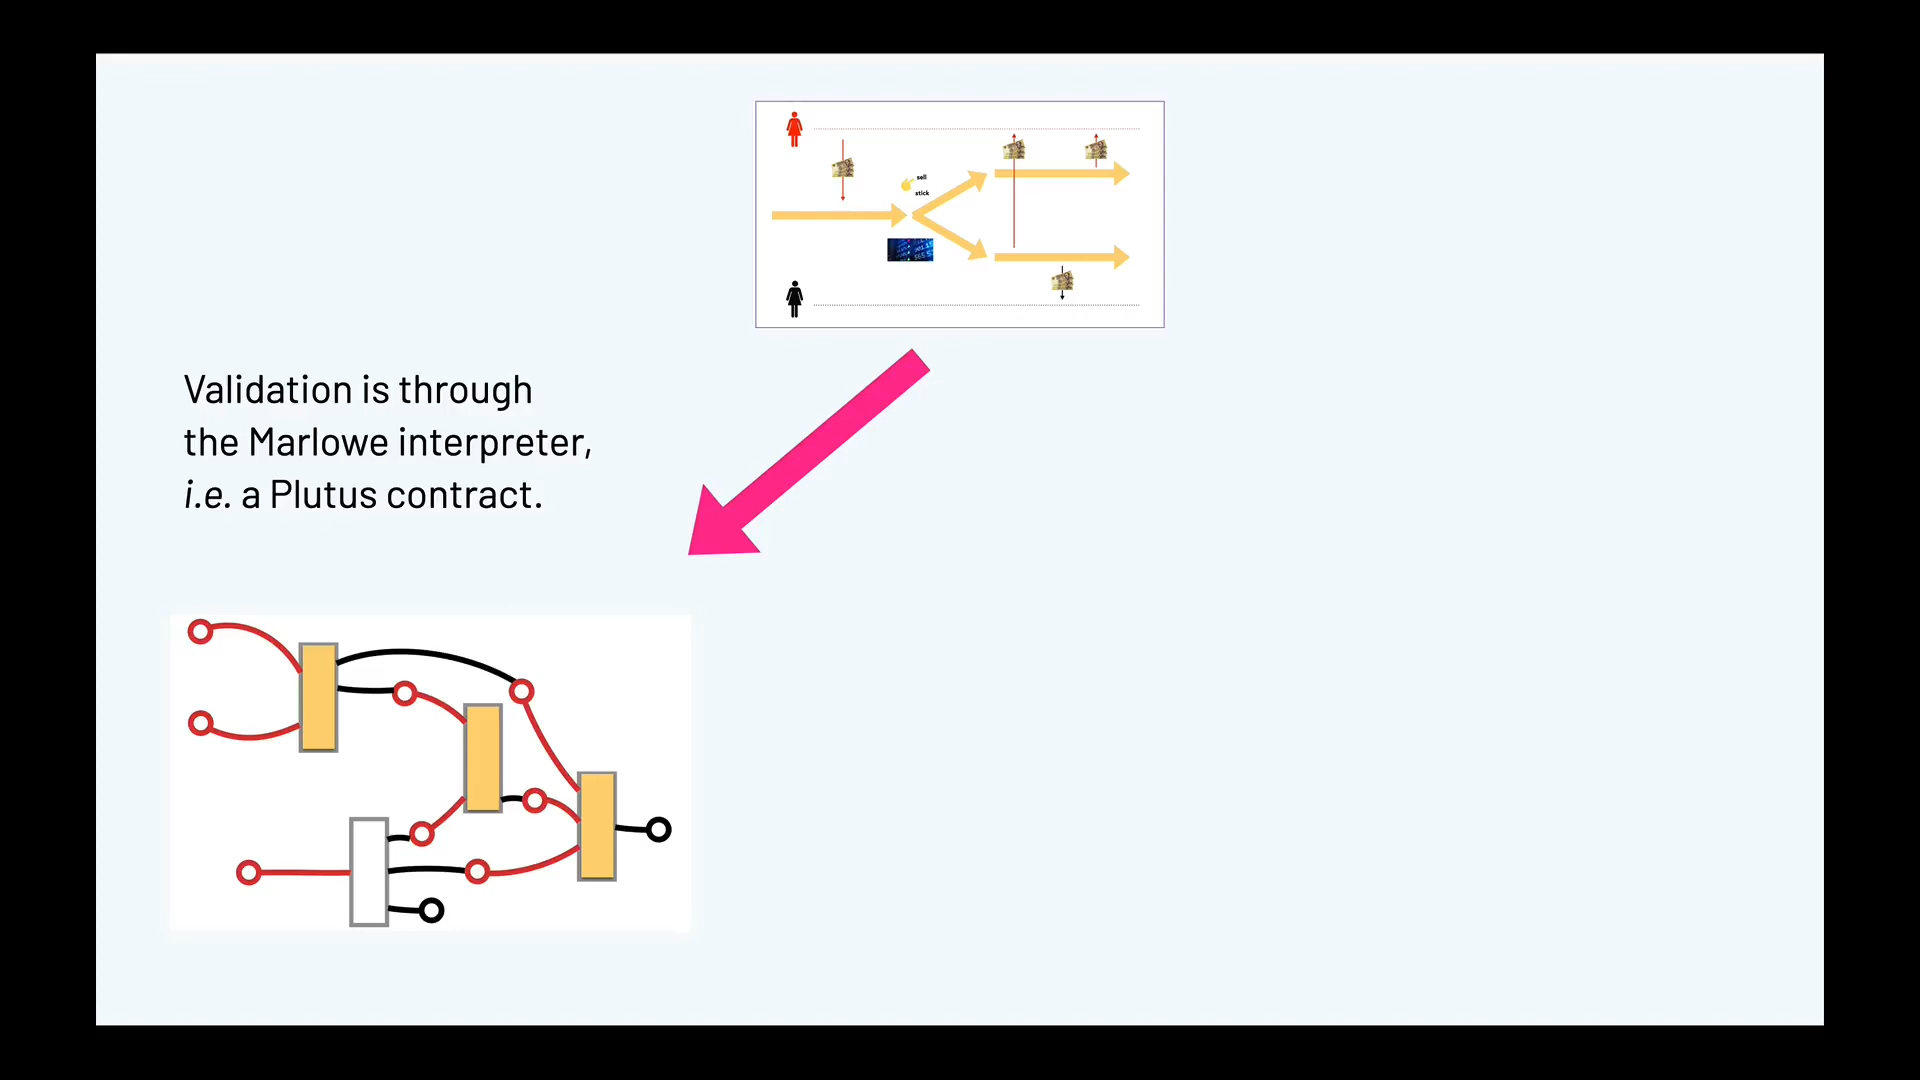 sell
stick
Validation is through
the Marlowe interpreter,
i.e. a Plutus contract.